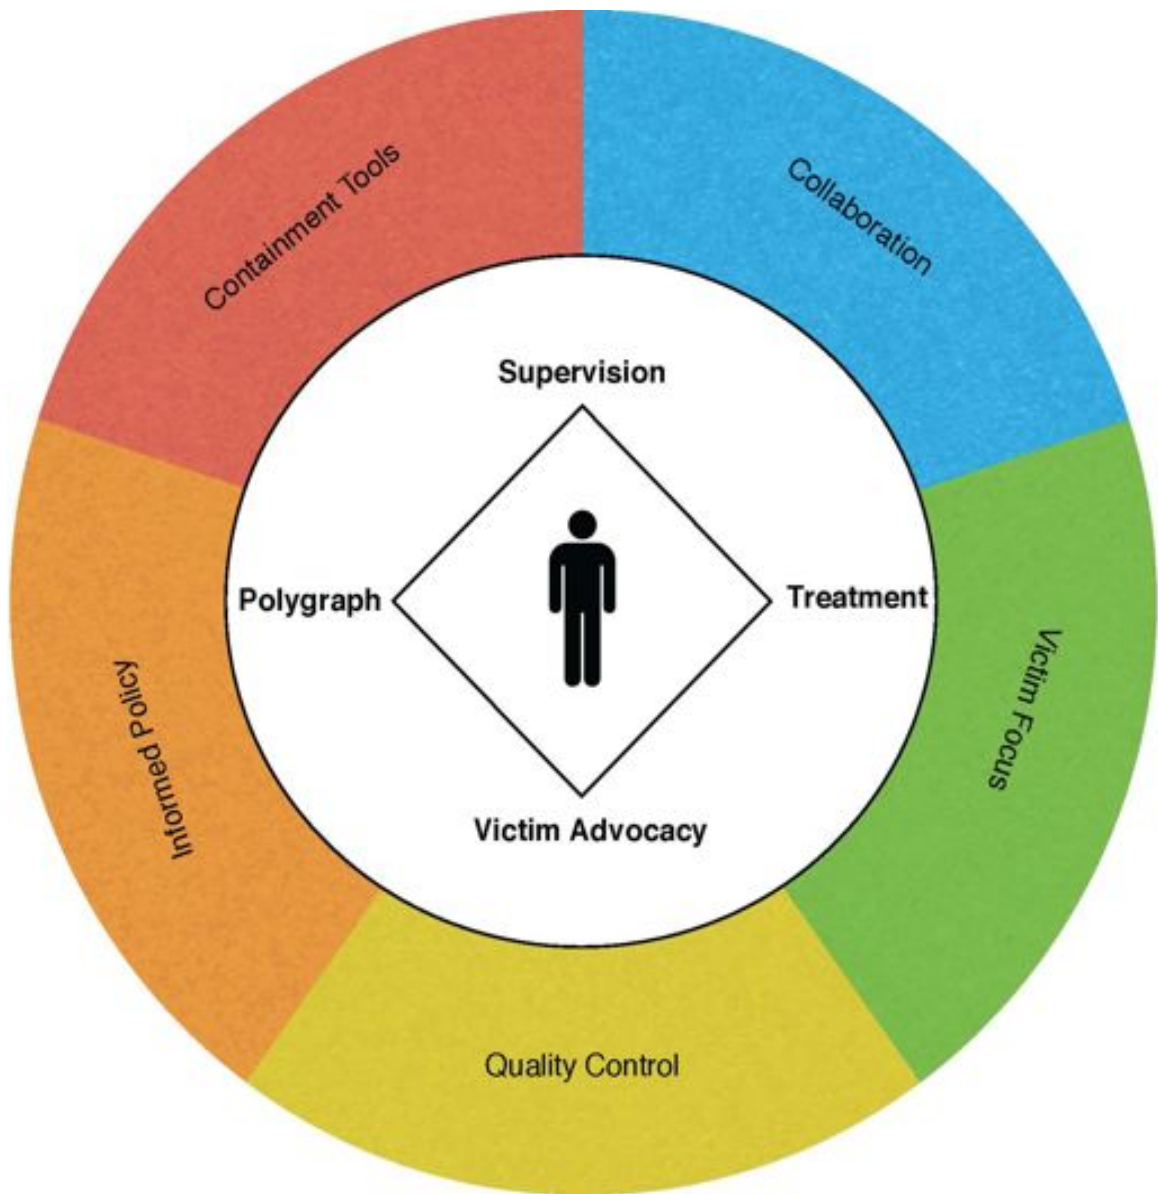 Containment Tools
Collaboration
Supervision
Polygraph
Treatment
Informed Policy
Victim Focus
Victim Advocacy
Quality Control